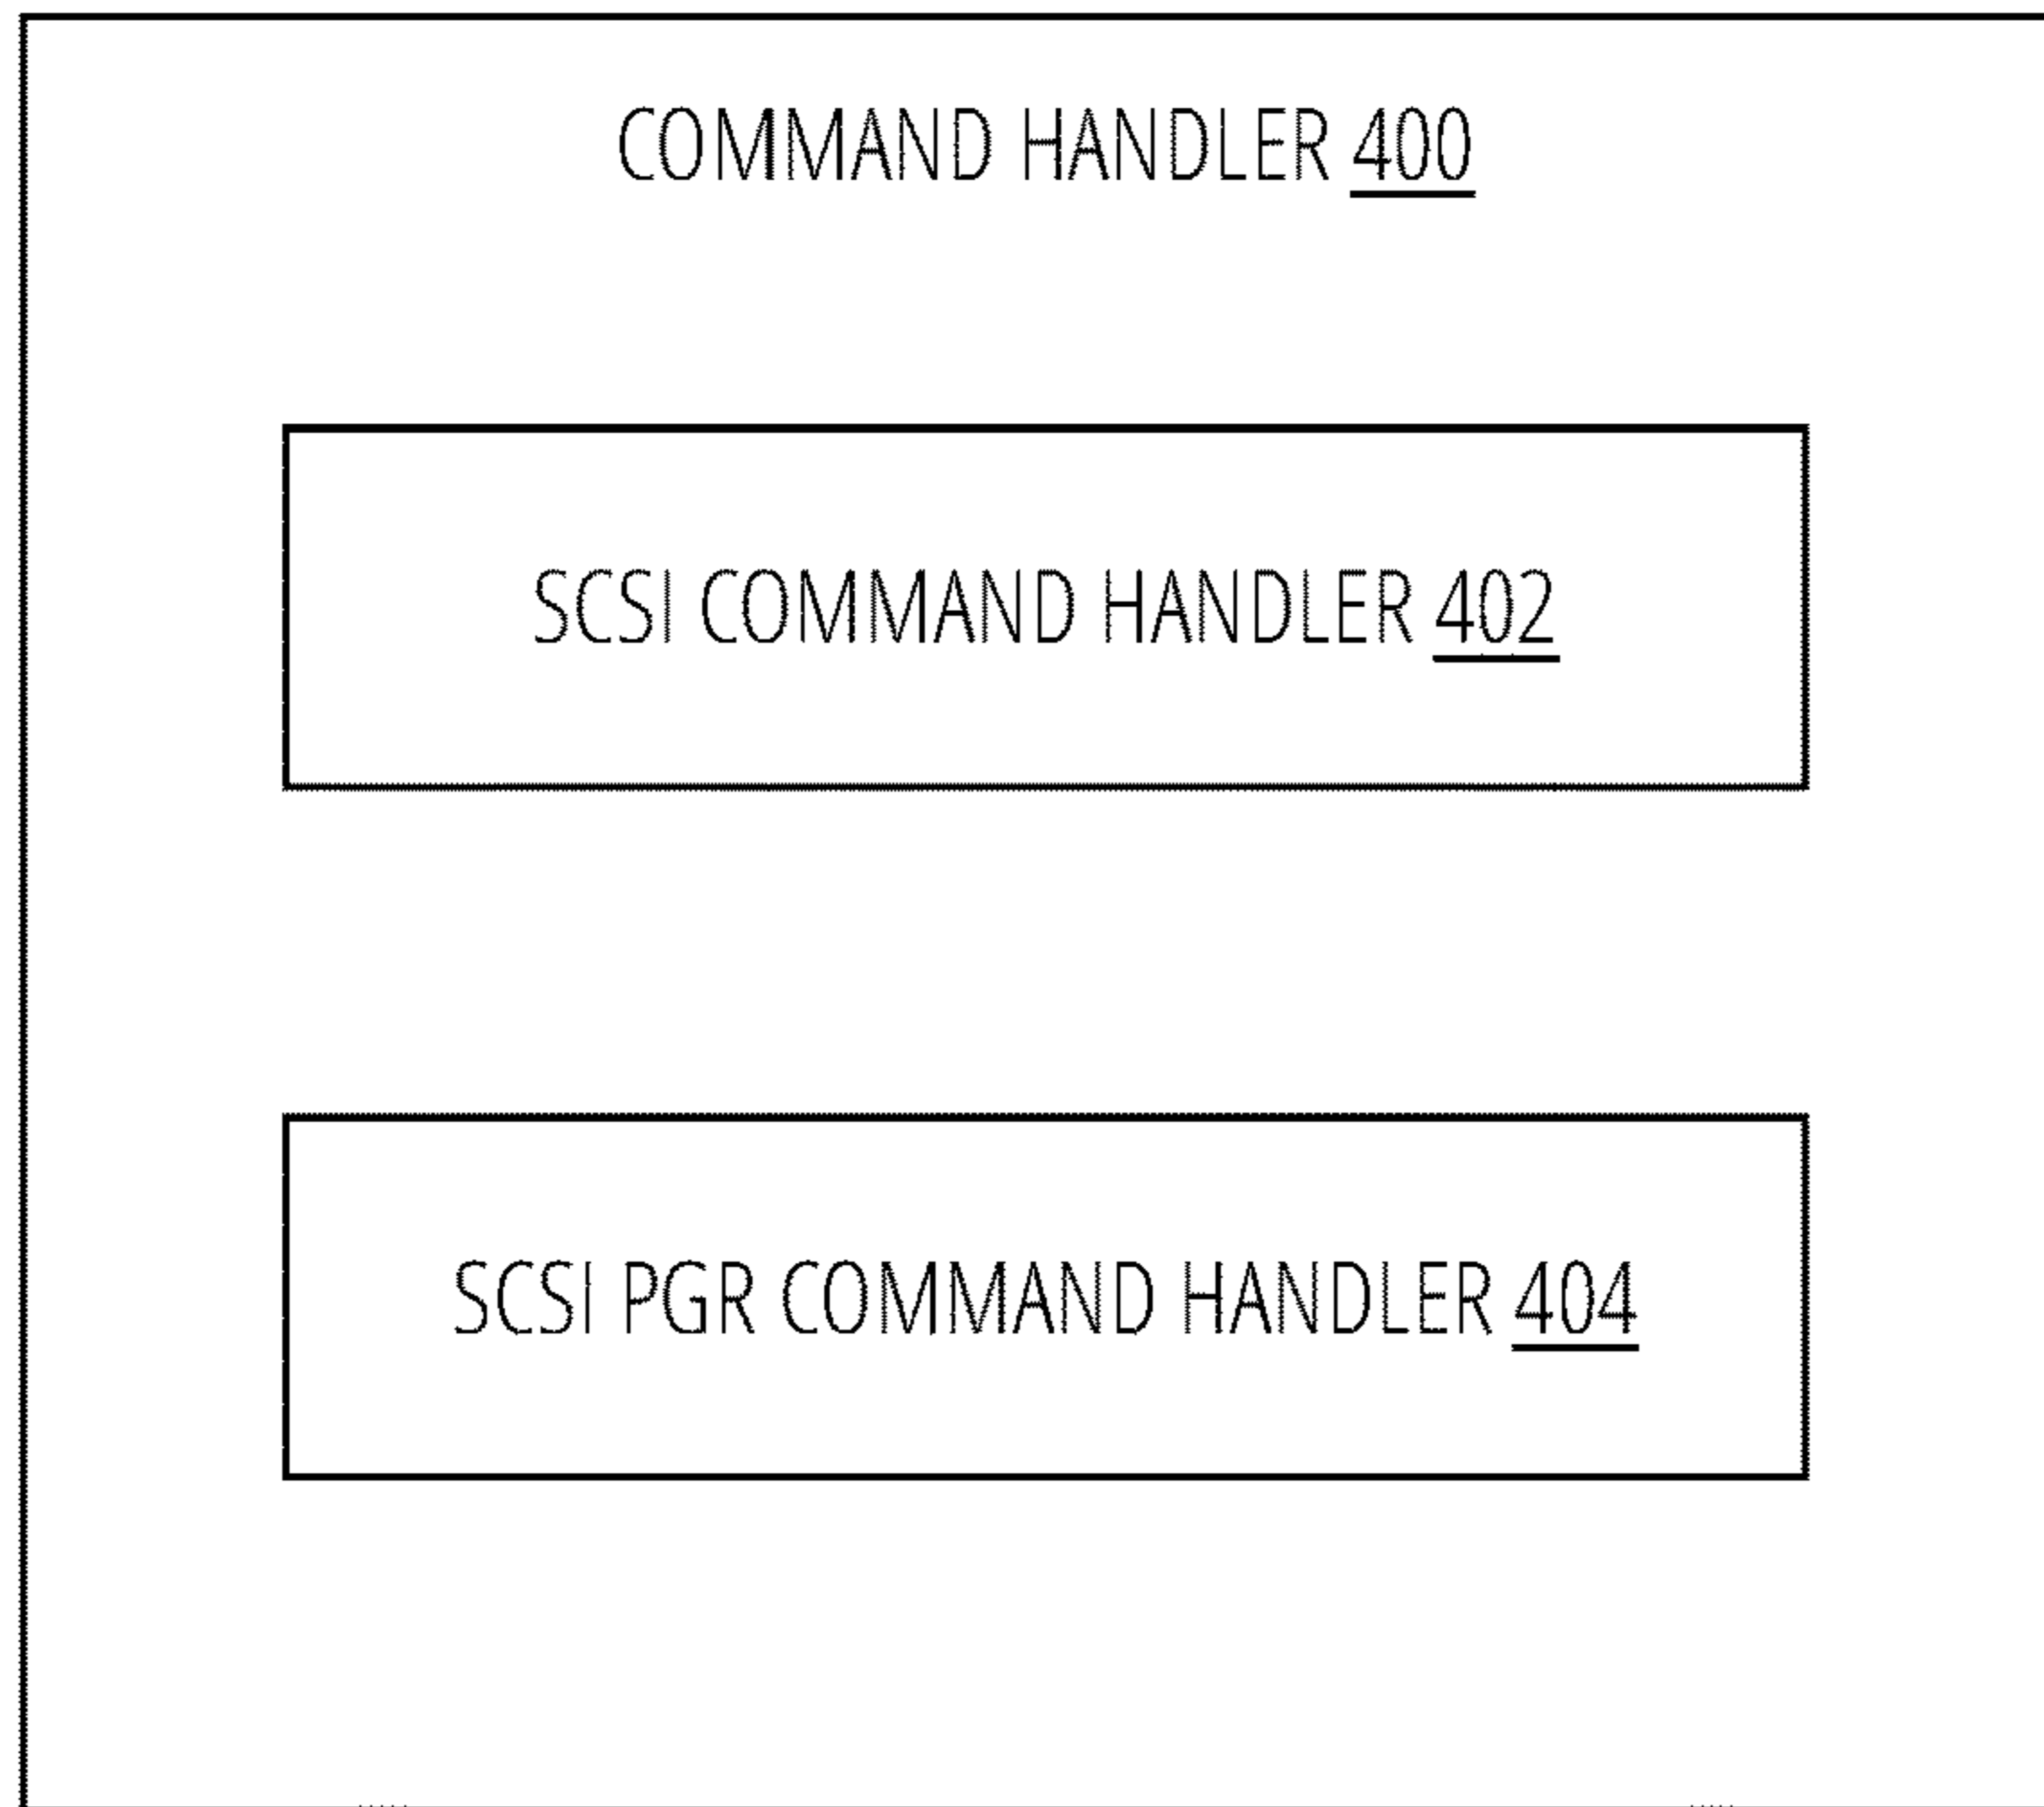 COMMAND HANDLER 400
SCSI COMMAND HANDLER 402
SCSI PGR COMMAND HANDLER 404